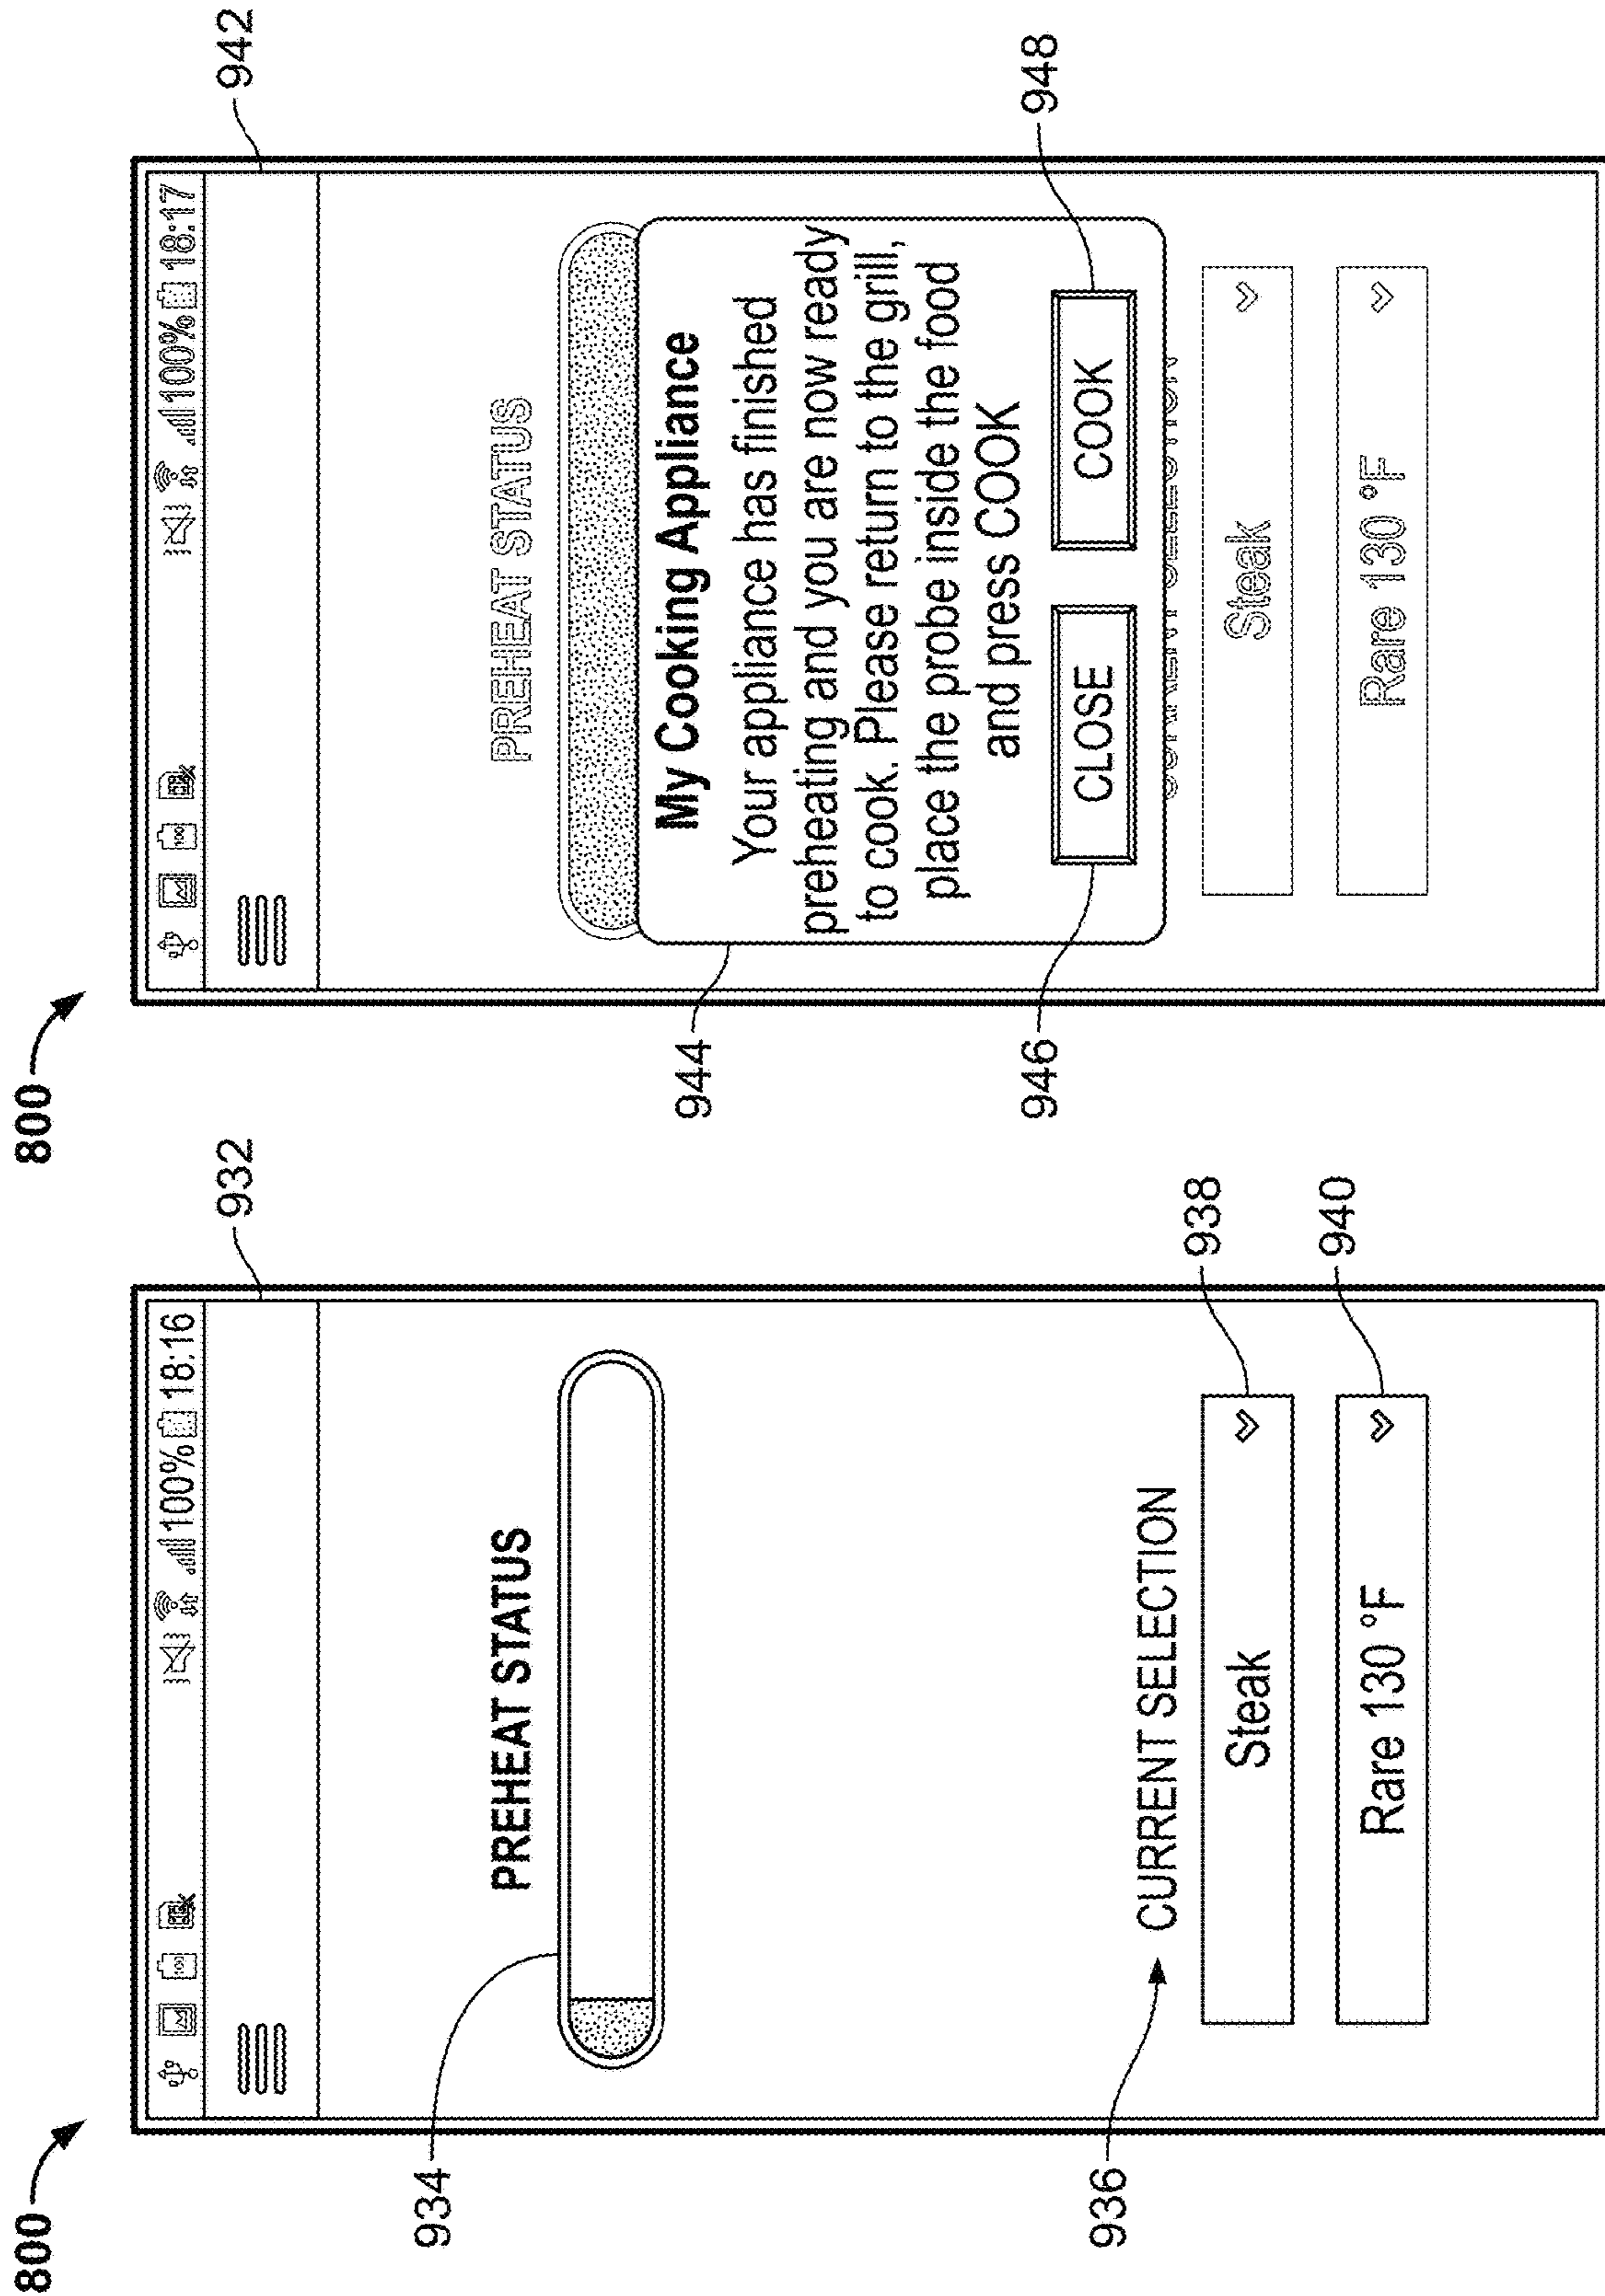 800
932
100% 18:16
PREHEAT STATUS
934
936
CURRENT SELECTION
Steak
938
Rare 130 °F
940
800
942
100% 18:17
PREHEAT STATUS
944
My Cooking Appliance
Your appliance has finished
preheating and you are now ready
to cook. Please return to the grill,
place the probe inside the food
and press COOK
946
CLOSE
COOK
948
Steak
Rare 130 °F